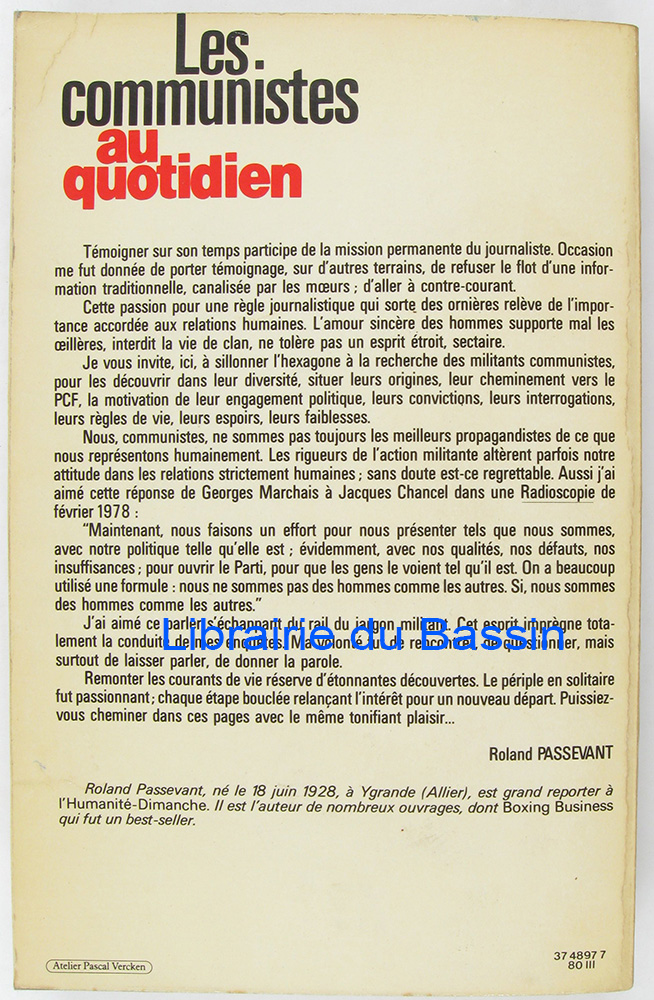 Les
communistes
au
quotidien
Témoigner sur son temps participe de la mission permanente du journaliste. Occasion
me fut donnée de porter témoignage, sur d'autres terrains, de refuser le flot d'une infor-
mation traditionnelle, canalisée par les mœurs ; d'aller à contre-courant.
Cette passion pour une règle journalistique qui sorte des ornières relève de l'impor-
tance accordée aux relations humaines. L'amour sincère des hommes supporte mal les
œillères, interdit la vie de clan, ne tolère pas un esprit étroit, sectaire.
Je vous invite, ici, à sillonner l'hexagone à la recherche des militants communistes,
pour les découvrir dans leur diversité, situer leurs origines, leur cheminement vers le
PCF, la motivation de leur engagement politique, leurs convictions, leurs interrogations,
leurs règles de vie, leurs espoirs, leurs faiblesses.
Nous, communistes, ne sommes pas toujours les meilleurs propagandistes de ce que
nous représentons humainement. Les rigueurs de l'action militante altèrent parfois notre
attitude dans les relations strictement humaines ; sans doute est-ce regrettable. Aussi j'ai
aimé cette réponse de Georges Marchais à Jacques Chancel dans une Radioscopie de
février 1978 :
"Maintenant, nous faisons un effort pour nous présenter tels que nous sommes,
avec notre politique telle qu'elle est ; évidemment, avec nos qualités, nos défauts, nos
insuffisances ; pour ouvrir le Parti, pour que les gens le voient tel qu'il est. On a beaucoup
utilisé une formule : nous ne sommes pas des hommes comme les autres. Si, nous sommes
des hommes comme les autres."
J'ai aimé ce parler s'échappant du rail du jargon militant. Cet esprit imprègne tota-
lement la conduite de mes enquêtes. Ma volonté fut de rencontrer, de questionner, mais
surtout de laisser parler, de donner la parole.
Librairie du Bassin
Remonter les courants de vie réserve d'étonnantes découvertes. Le périple en solitaire
fut passionnant ; chaque étape bouclée relançant l'intérêt pour un nouveau départ. Puissiez-
vous cheminer dans ces pages avec le même tonifiant plaisir...
Roland PASSEVANT
Roland Passevant, né le 18 juin 1928, à Ygrande (Allier), est grand reporter à
l'Humanité-Dimanche. Il est l'auteur de nombreux ouvrages, dont Boxing Business
qui fut un best-seller.
Atelier Pascal Vercken
37 4897 7
80 III